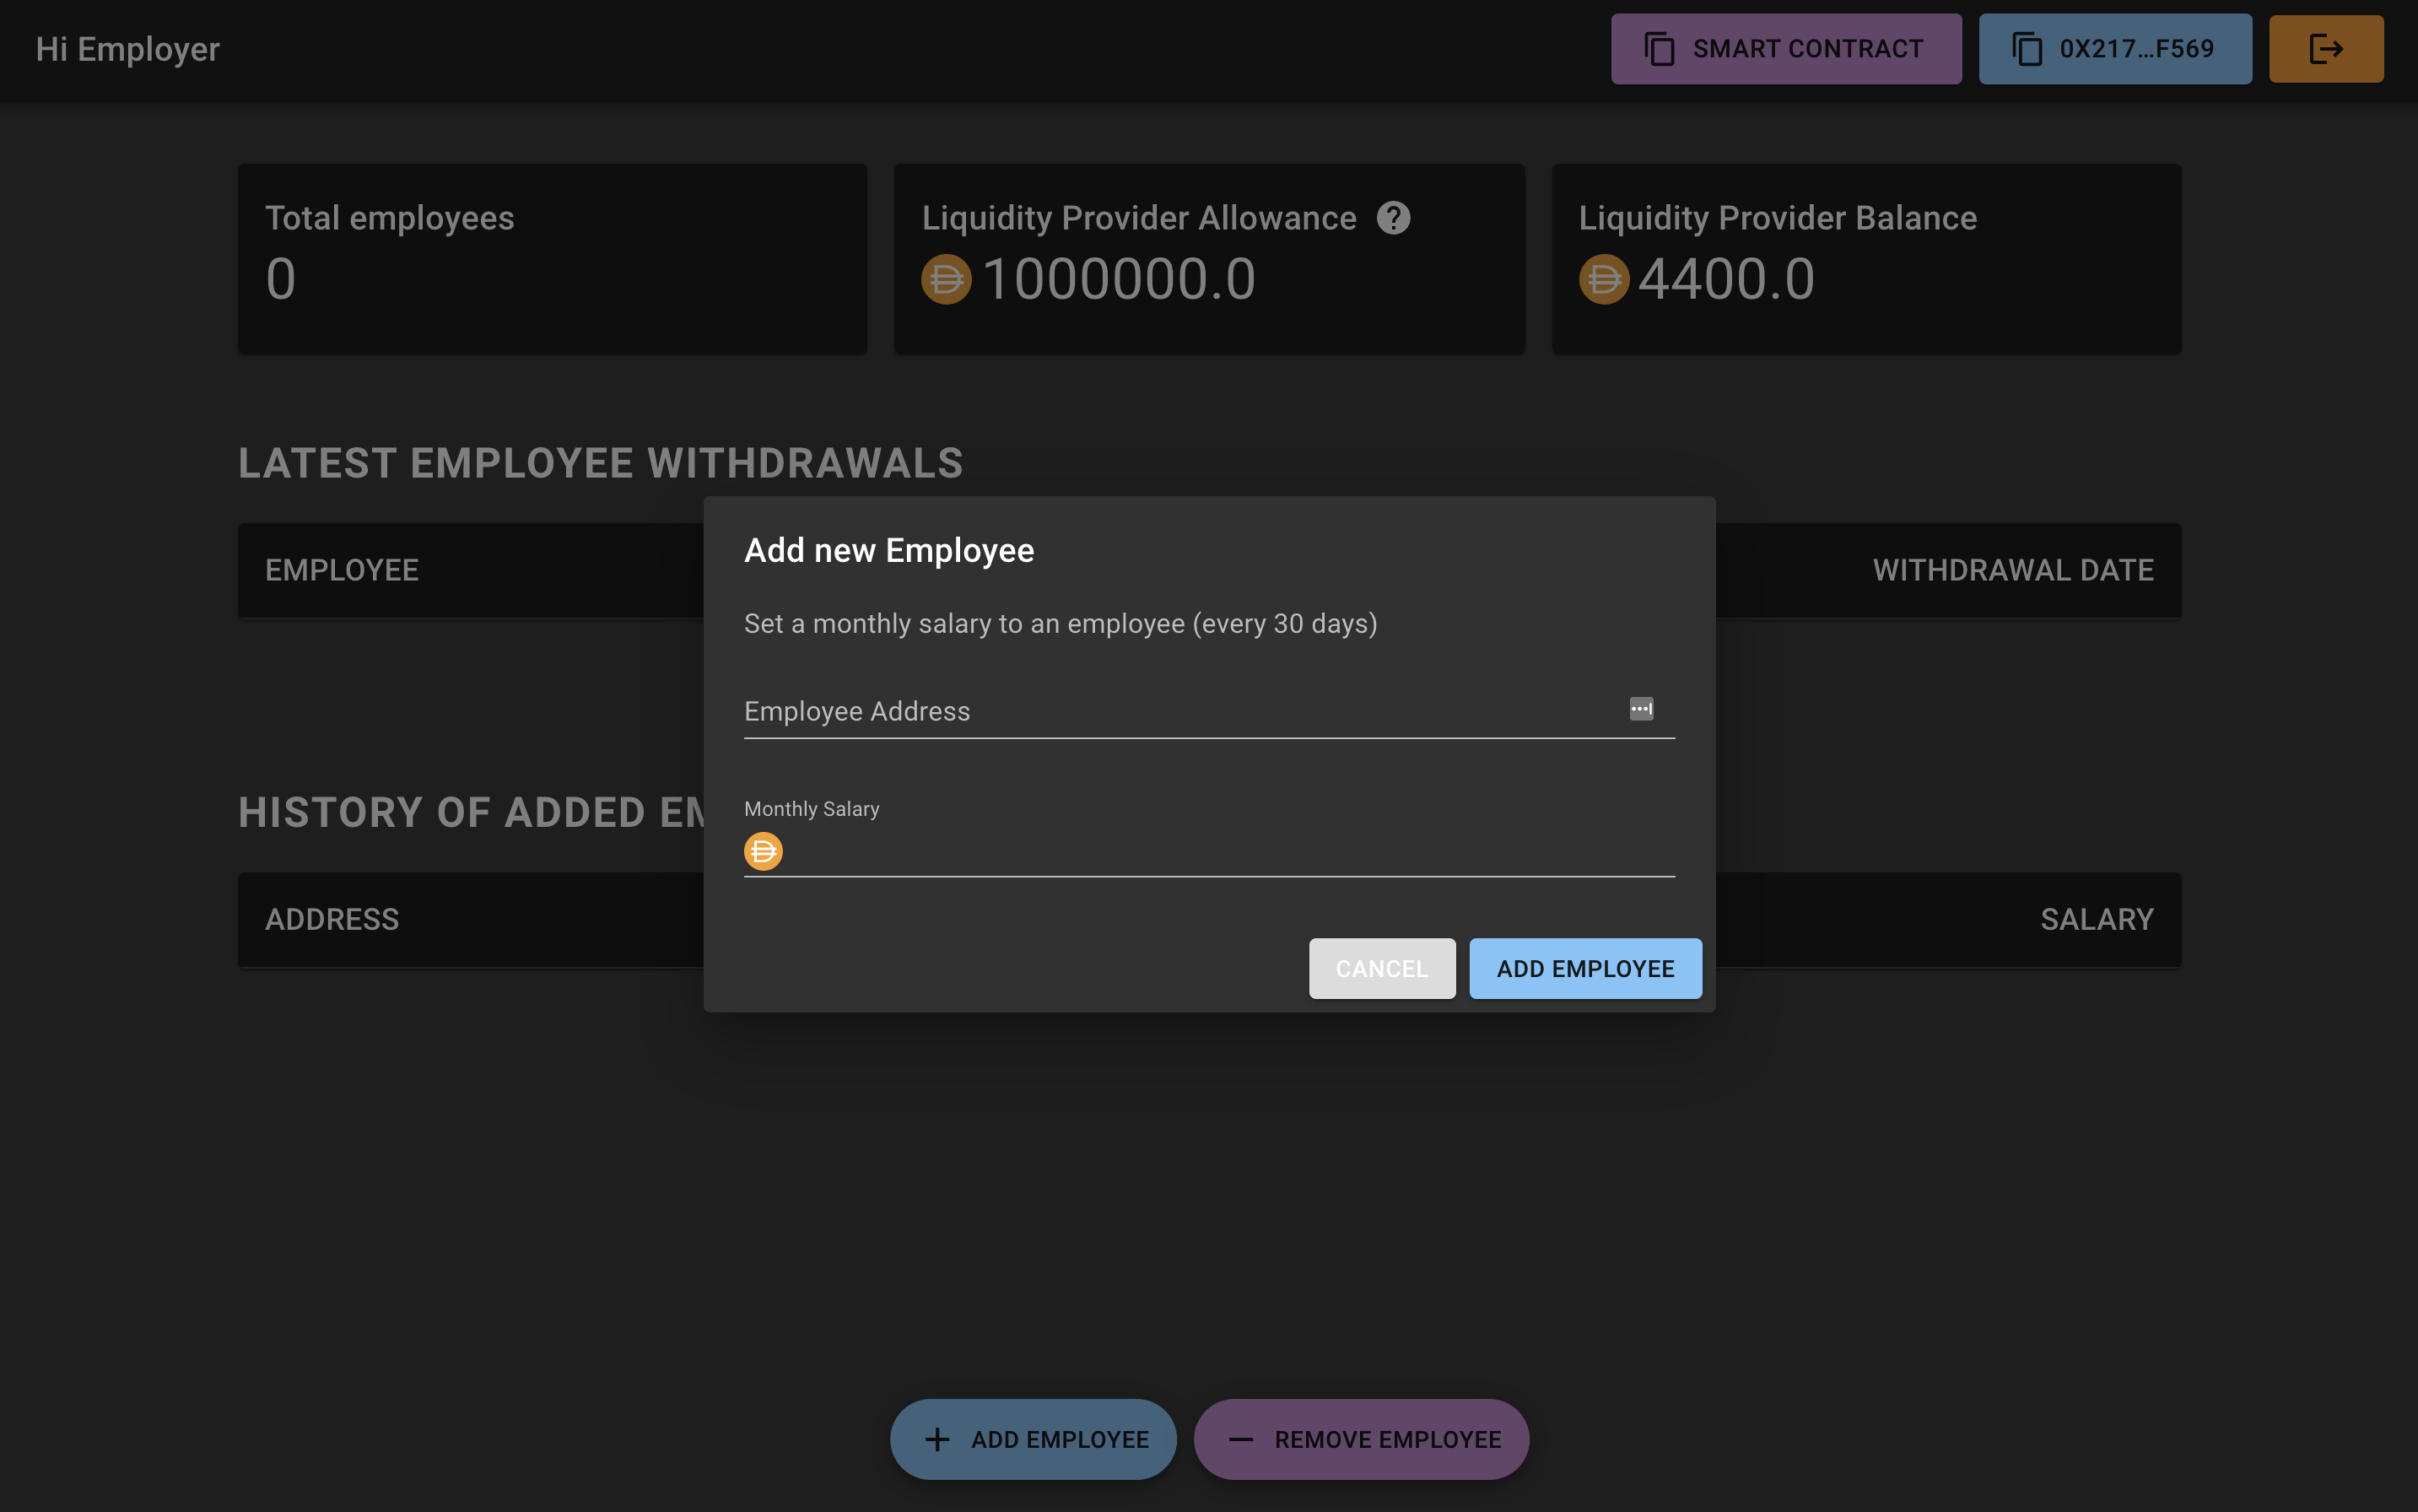 Hi Employer
SMART CONTRACT
0X217...F569
Total employees
0
Liquidity Provider Allowance
1000000.0
Liquidity Provider Balance
4400.0
LATEST EMPLOYEE WITHDRAWALS
EMPLOYEE
WITHDRAWAL DATE
Add new Employee
Set a monthly salary to an employee (every 30 days)
Employee Address
Monthly Salary
HISTORY OF ADDED
ADDRESS
SALARY
CANCEL
ADD EMPLOYEE
ADD EMPLOYEE
REMOVE EMPLOYEE